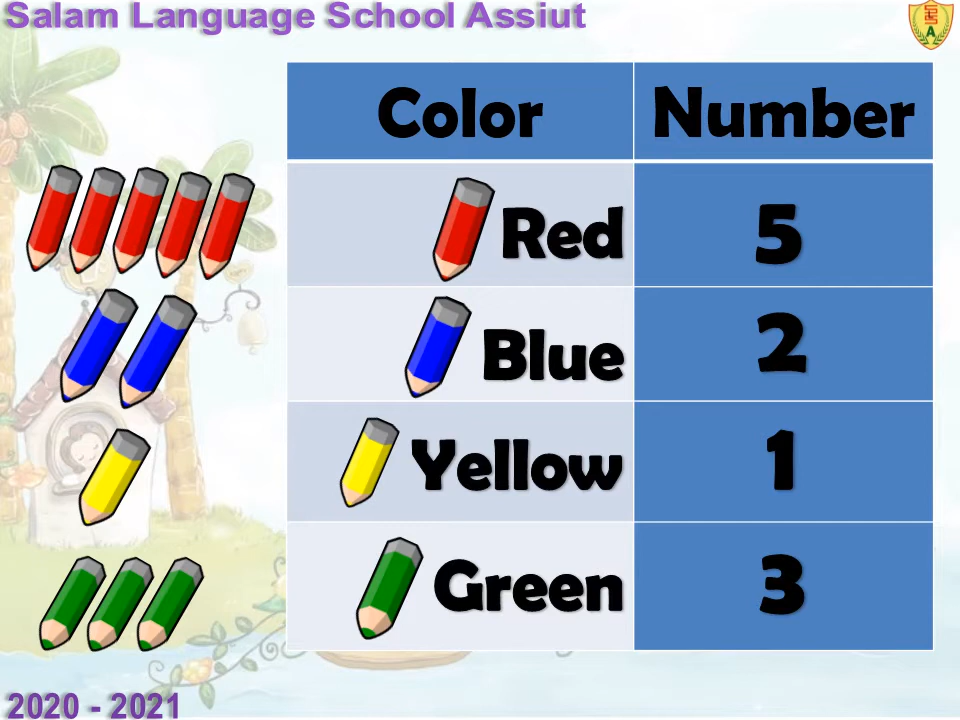 Salam Language School Assiut
Color Number
Red 5
Blue 2
Yellow 1
Green 3
2020 - 2021